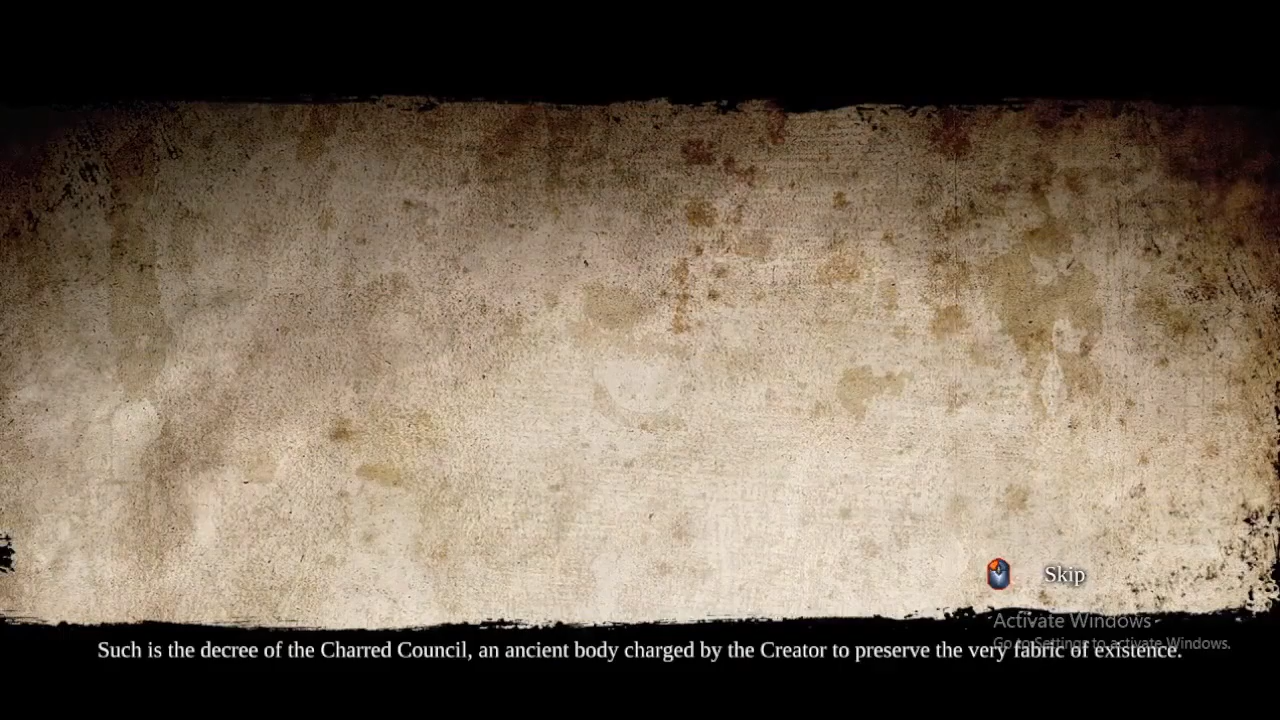 Skip
Activate Windows
Go to Settings to activate Windows.
Such is the decree of the Charred Council, an ancient body charged by the Creator to preserve the very fabric of existence.